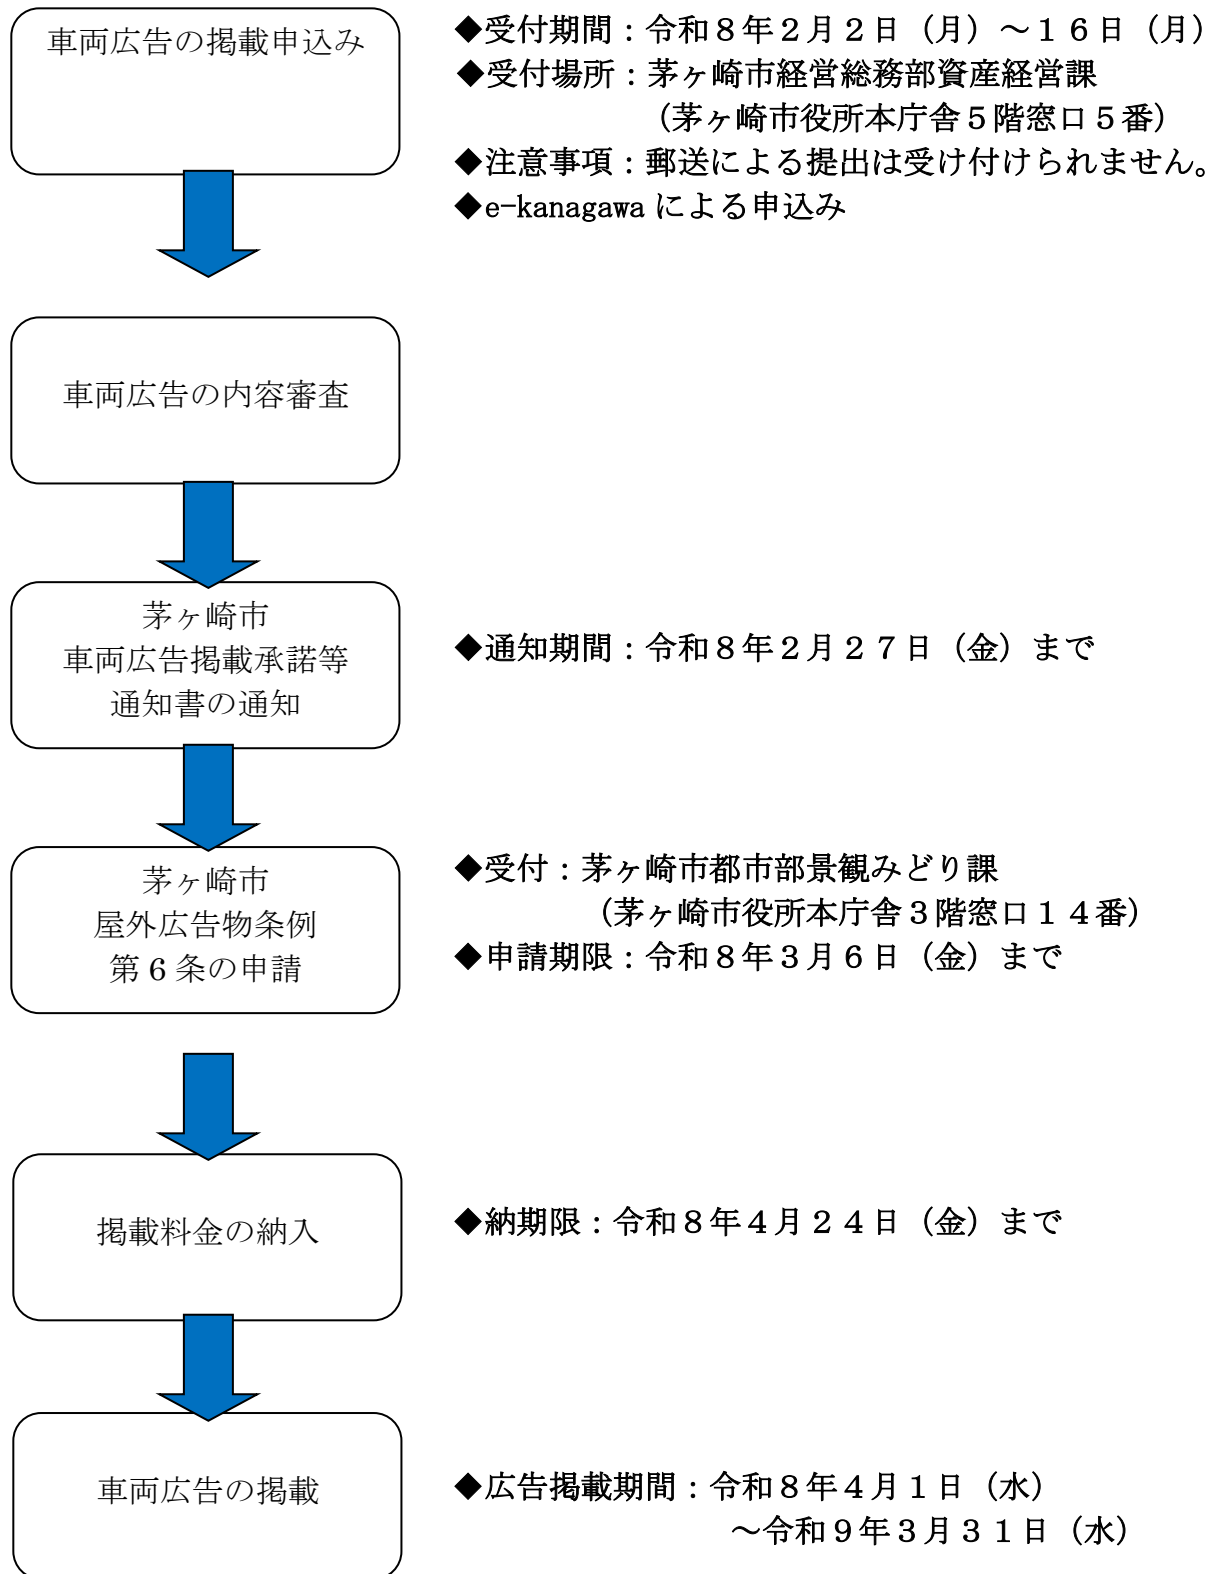 車両広告の掲載申込み
◆受付期間：令和８年２月２日（月）～１６日（月）
◆受付場所：茅ヶ崎市経営総務部資産経営課
（茅ヶ崎市役所本庁舎５階窓口５番）
◆注意事項：郵送による提出は受け付けられません。
◆e-kanagawa による申込み
車両広告の内容審査
茅ヶ崎市
車両広告掲載承諾等
通知書の通知
◆通知期間：令和８年２月２７日（金）まで
茅ヶ崎市
屋外広告物条例
第６条の申請
◆受付：茅ヶ崎市都市部景観みどり課
（茅ヶ崎市役所本庁舎３階窓口１４番）
◆申請期限：令和８年３月６日（金）まで
掲載料金の納入
◆納期限：令和８年４月２４日（金）まで
車両広告の掲載
◆広告掲載期間：令和８年４月１日（水）
～令和９年３月３１日（水）